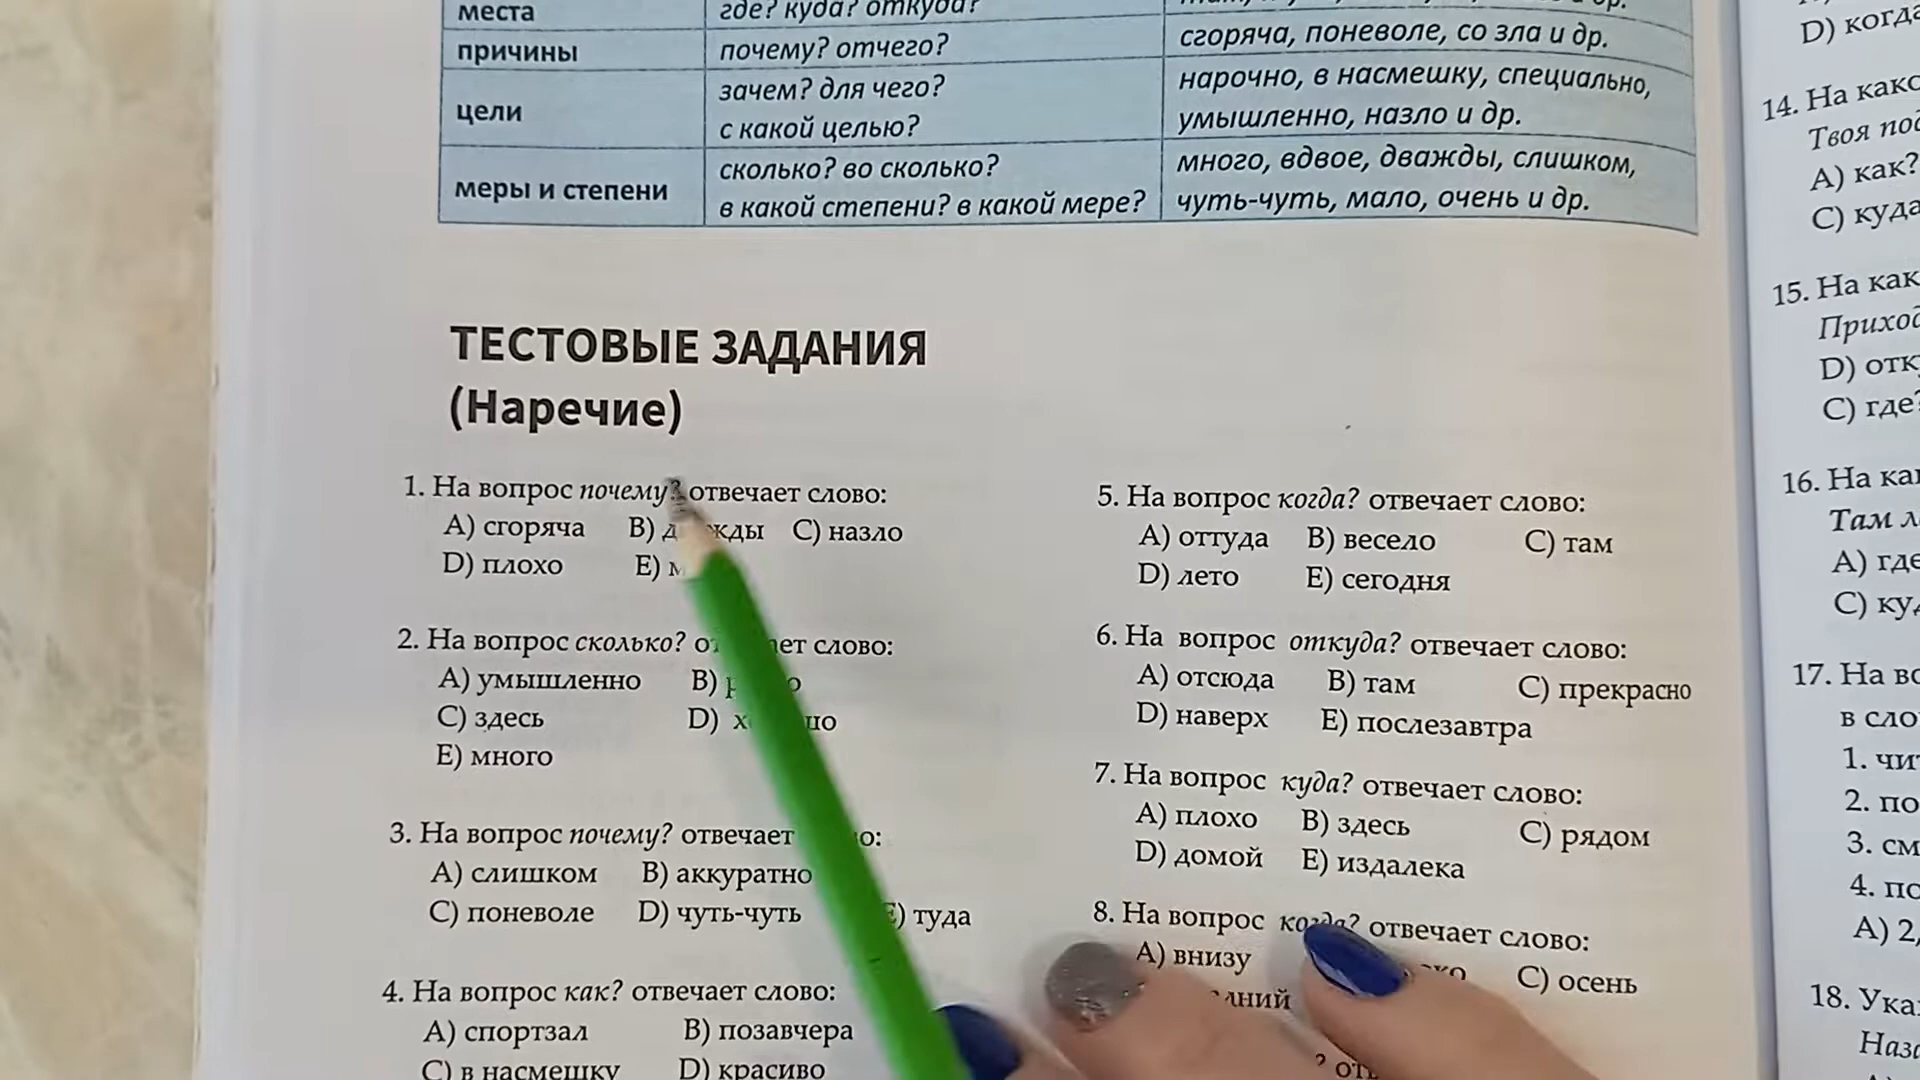 места где? куда? откуда?
причины почему? отчего? сгоряча, поневоле, со зла и др.
цели зачем? для чего? нарочно, в насмешку, специально,
с какой целью? умышленно, назло и др.
меры и степени сколько? во сколько? много, вдвое, дважды, слишком,
в какой степени? в какой мере? чуть-чуть, мало, очень и др.
ТЕСТОВЫЕ ЗАДАНИЯ
(Наречие)
1. На вопрос почему? отвечает слово:
A) сгоряча B) C) назло
D) плохо E)
2. На вопрос сколько? слово:
A) умышленно B)
C) здесь D)
E) много
3. На вопрос почему? отвечает
A) слишком B) аккуратно
C) поневоле D) чуть-чуть E) туда
4. На вопрос как? отвечает слово:
A) спортзал B) позавчера
C) в насмешку D) красиво
5. На вопрос когда? отвечает слово:
A) оттуда B) весело C) там
D) лето E) сегодня
6. На вопрос откуда? отвечает слово:
A) отсюда B) там C) прекрасно
D) наверх E) послезавтра
7. На вопрос куда? отвечает слово:
A) плохо B) здесь C) рядом
D) домой E) издалека
8. На вопрос когда? отвечает слово:
A) внизу C) осень
D) когда
14. На
Твоя
A) как?
C)
15. На
D)
C) где?
16. На
Там
A)
C)
17. На
в
1.
2.
3.
4.
A) 2,
18.